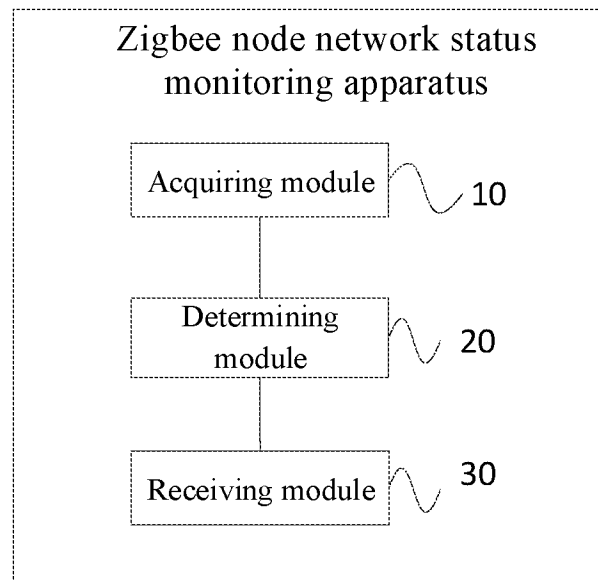 Zigbee node network status
monitoring apparatus
Acquiring module
10
Determining
module
20
Receiving module
30